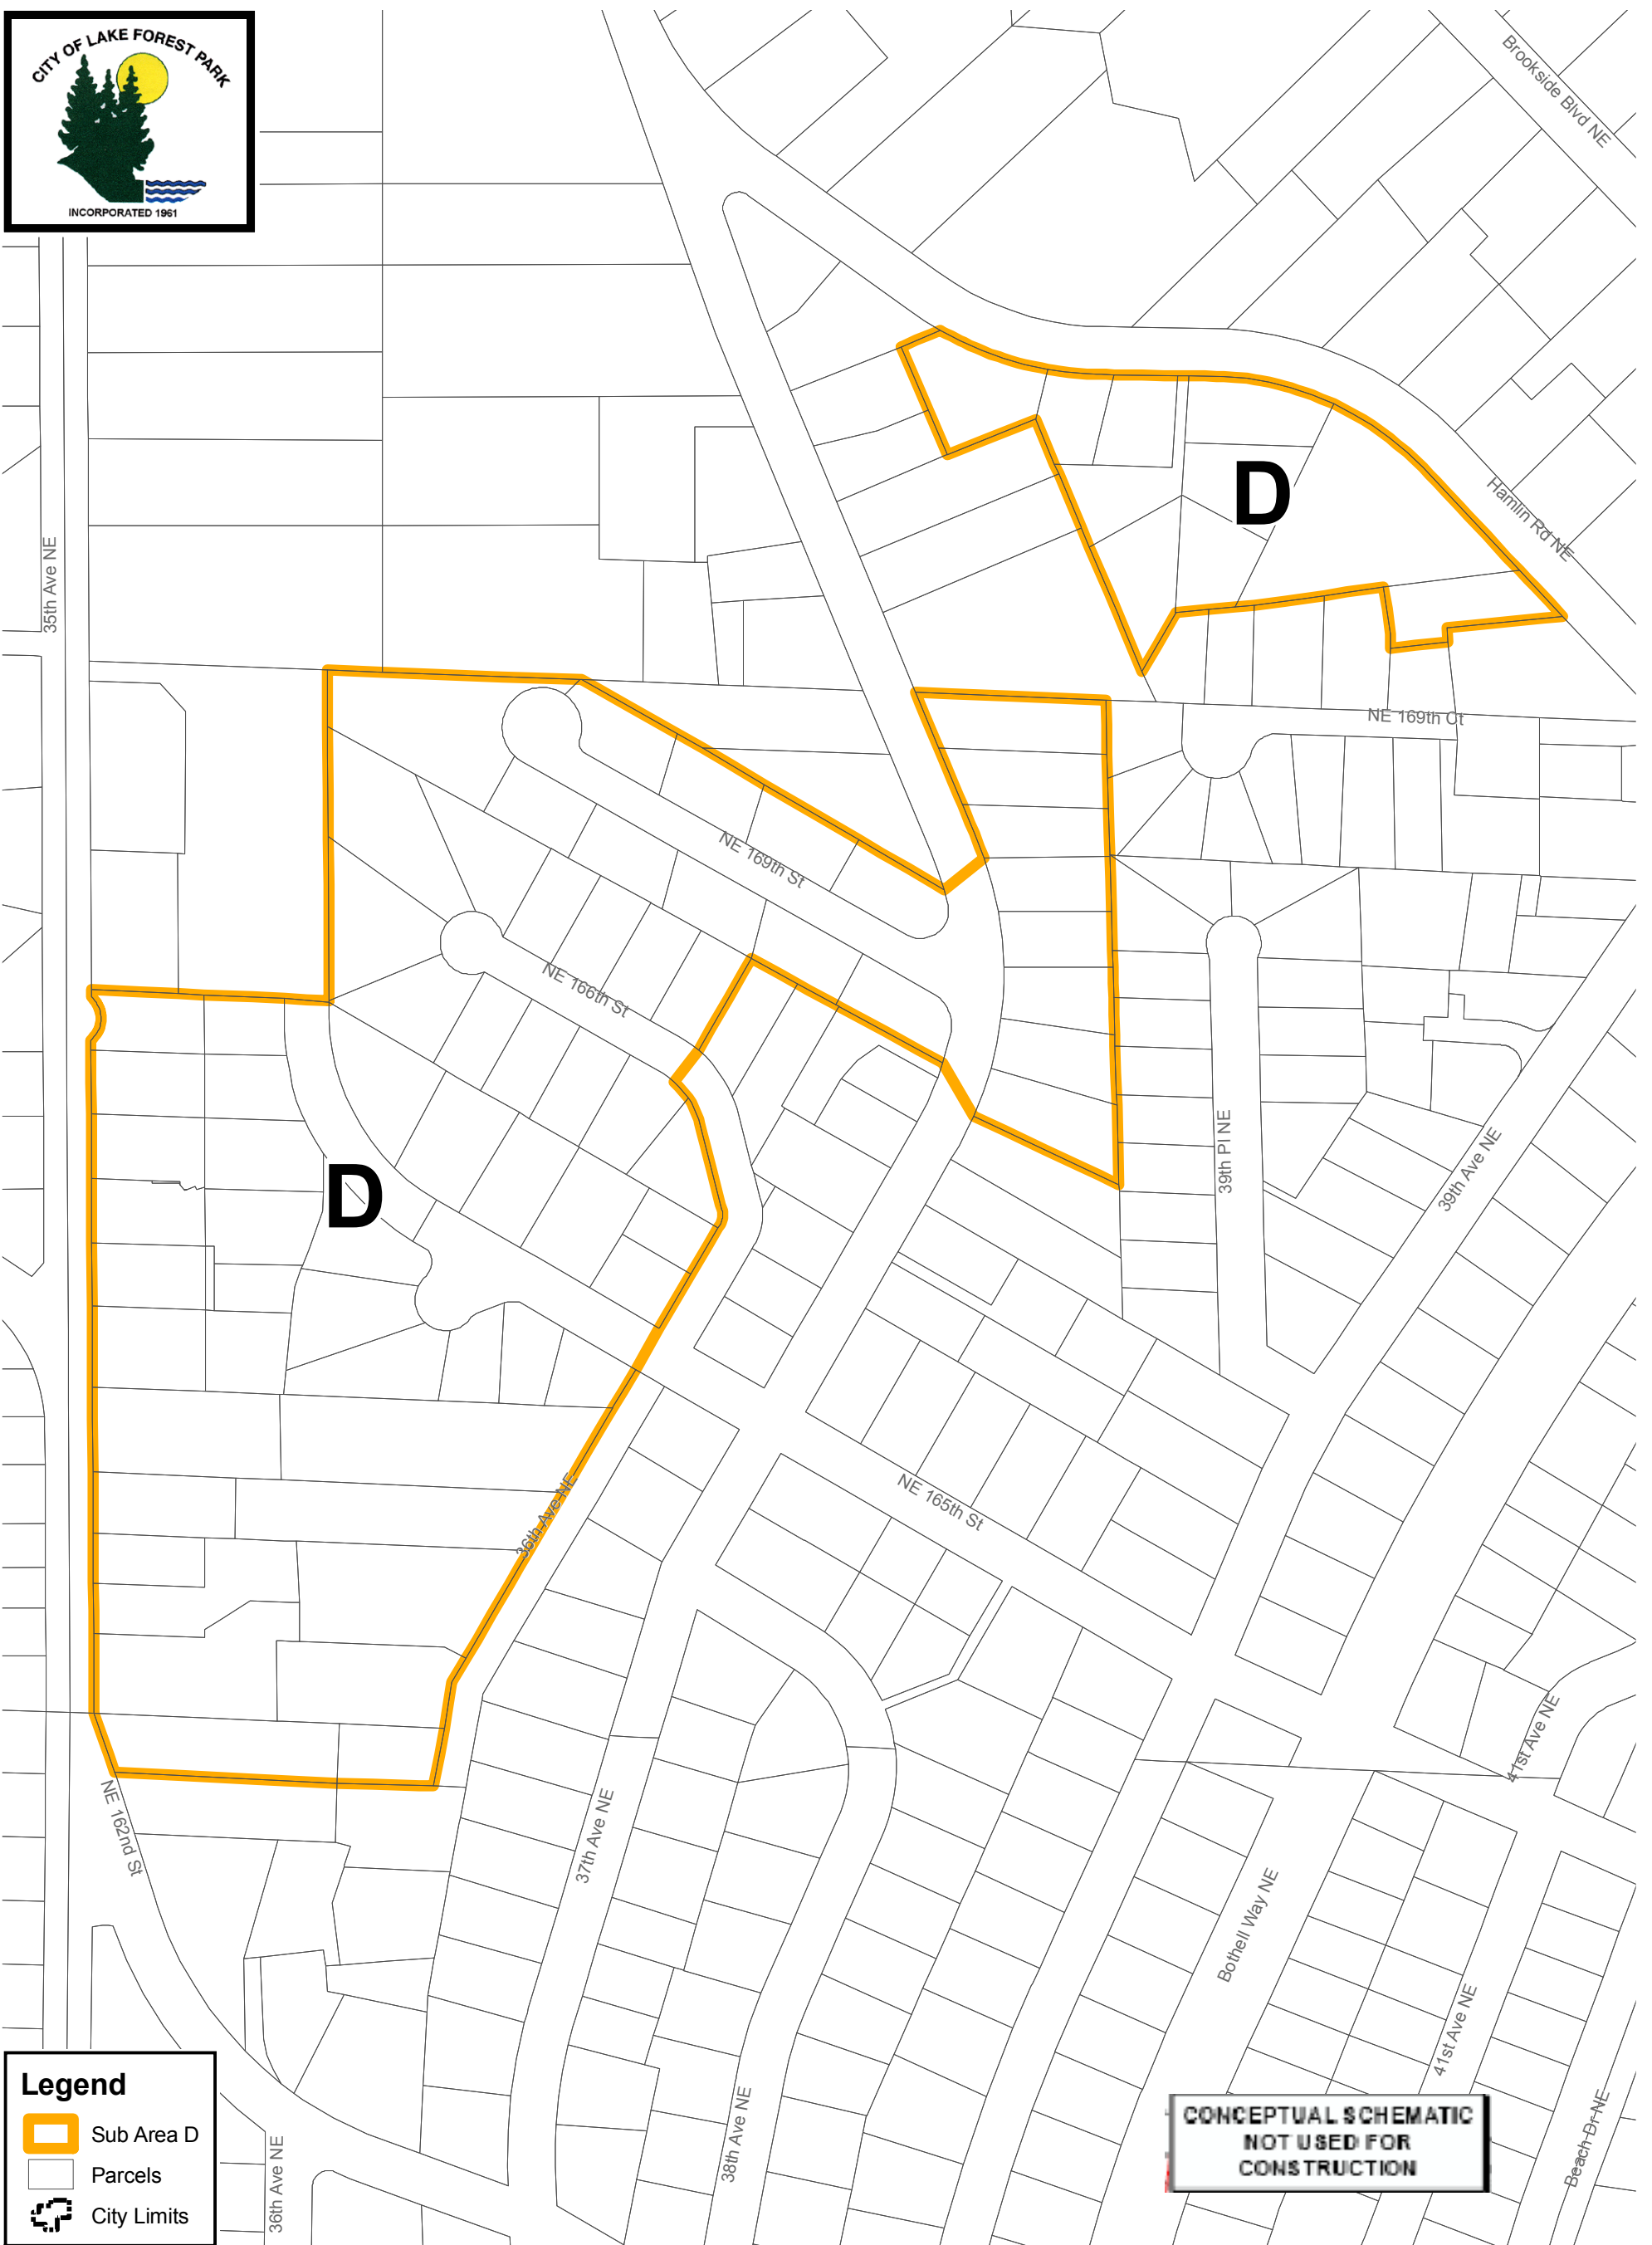 CITY OF LAKE FOREST PARK
INCORPORATED 1961
Brookside Blvd NE
Hamlin Rd NE
D
35th Ave NE
NE 169th Ct
NE 169th St
NE 166th St
39th Pl NE
39th Ave NE
D
36th Ave NE
NE 165th St
41st Ave NE
NE 162nd St
37th Ave NE
Bothell Way NE
41st Ave NE
38th Ave NE
Beach Dr NE
36th Ave NE
Legend
Sub Area D
Parcels
City Limits
CONCEPTUAL SCHEMATIC
NOT USED FOR
CONSTRUCTION